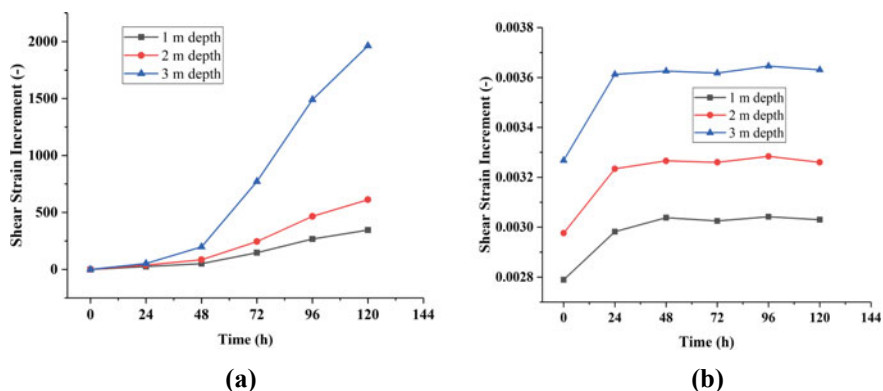 2000
1500
1000
500
0
Shear Strain Increment (-)
1 m depth
2 m depth
3 m depth
0 24 48 72 96 120 144
Time (h)
(a)
0.0038
0.0036
0.0034
0.0032
0.0030
0.0028
Shear Strain Increment (-)
1 m depth
2 m depth
3 m depth
0 24 48 72 96 120 144
Time (h)
(b)